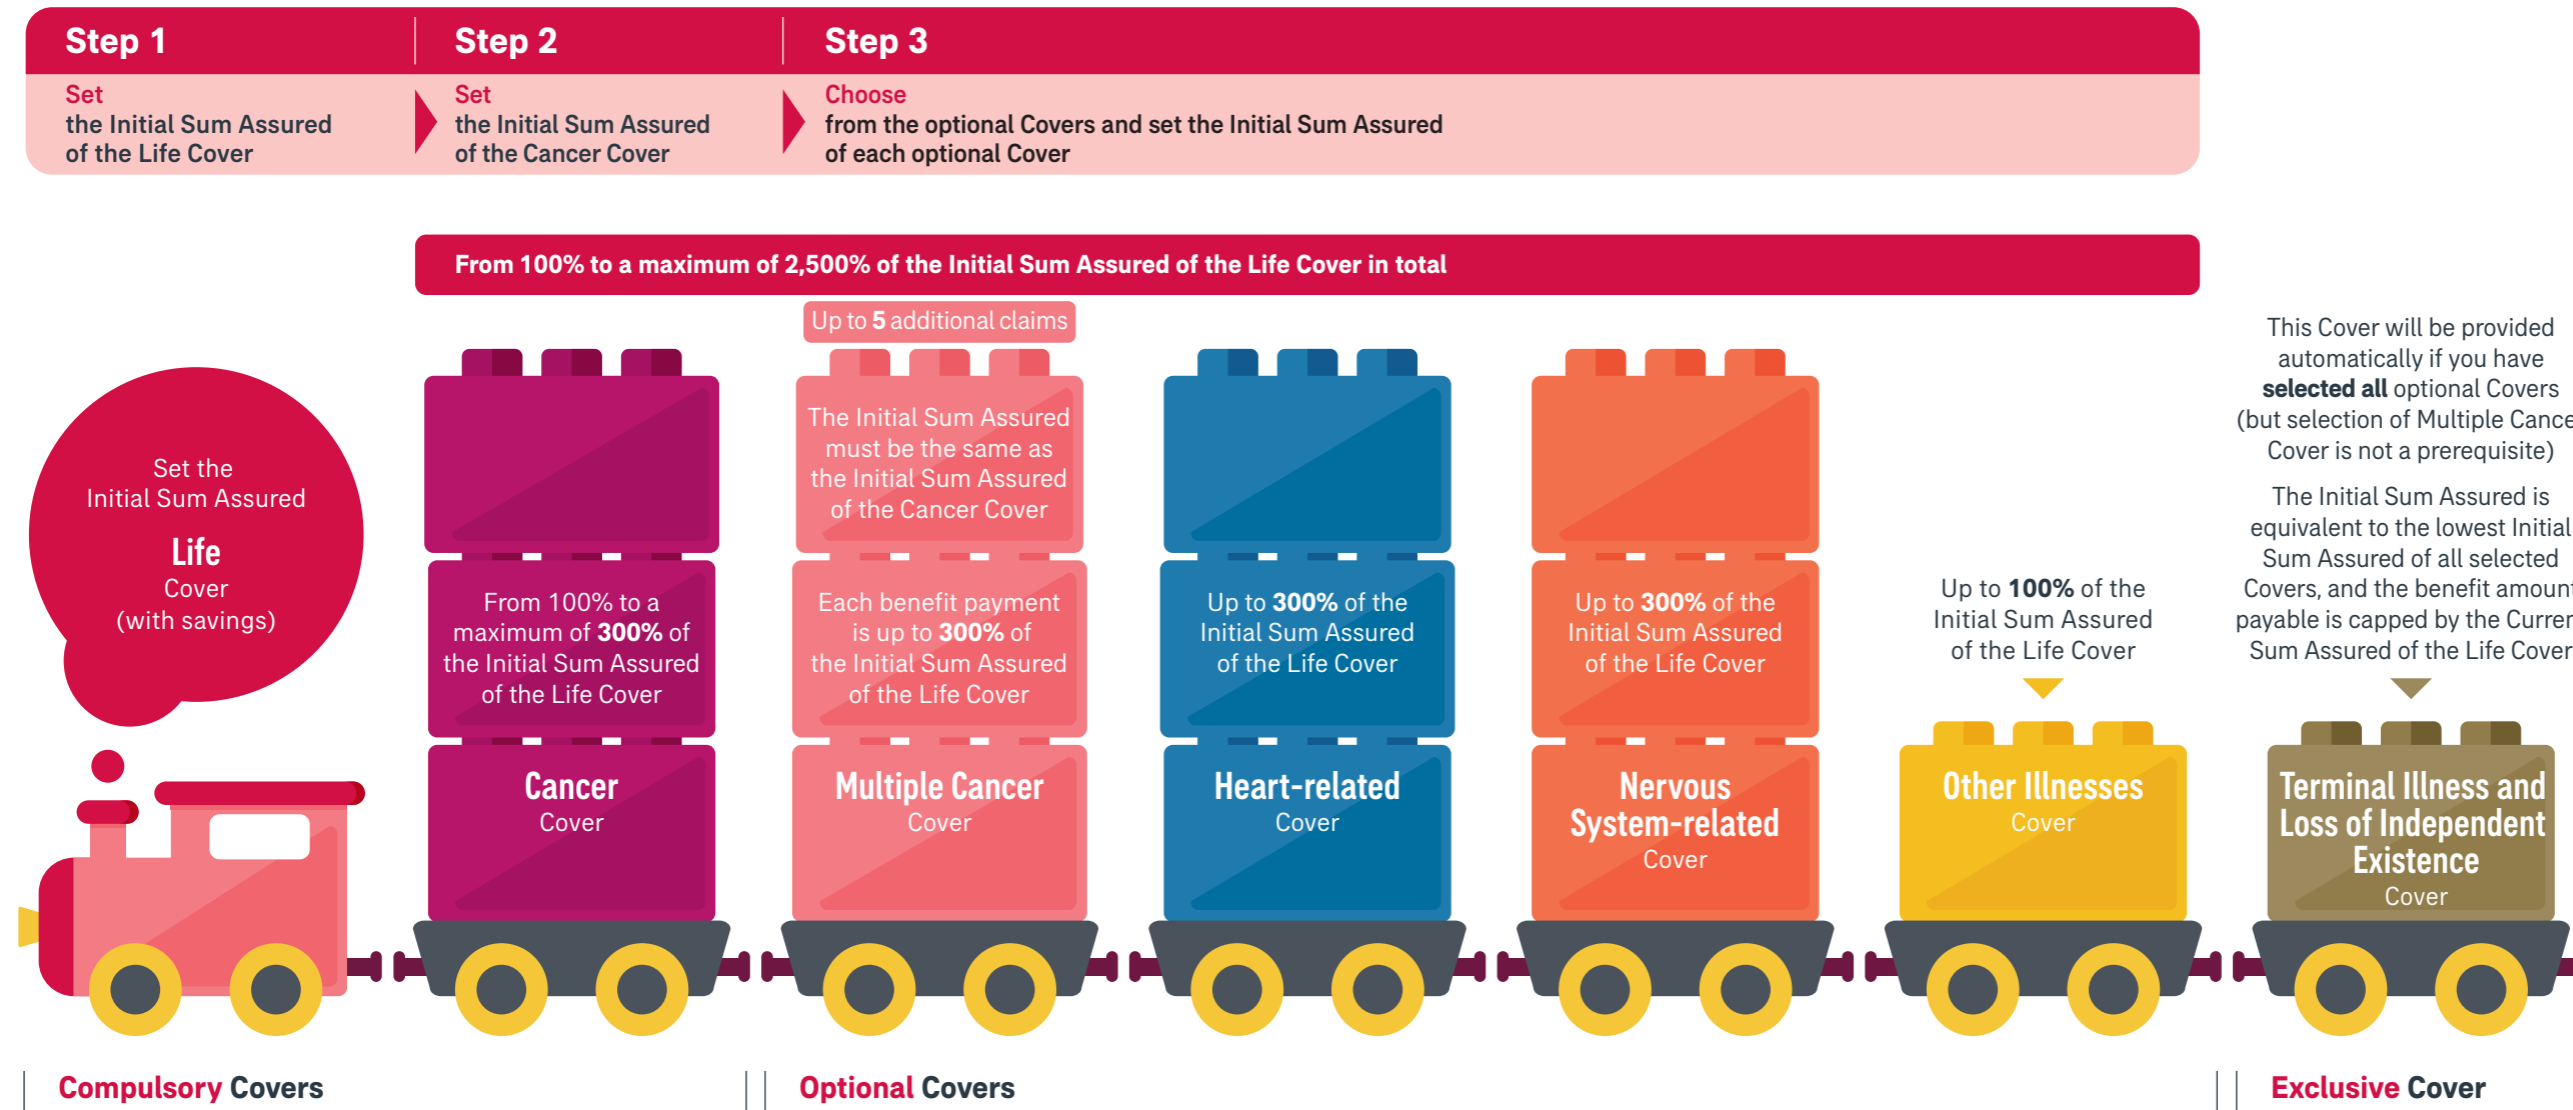 Step 1
Set
the Initial Sum Assured
of the Life Cover
Step 2
Set
the Initial Sum Assured
of the Cancer Cover
Step 3
Choose
from the optional Covers and set the Initial Sum Assured
of each optional Cover
From 100% to a maximum of 2,500% of the Initial Sum Assured of the Life Cover in total
Set the
Initial Sum Assured
Life
Cover
(with savings)
From 100% to a
maximum of 300% of
the Initial Sum Assured
of the Life Cover
Cancer
Cover
Up to 5 additional claims
The Initial Sum Assured
must be the same as
the Initial Sum Assured
of the Cancer Cover
Each benefit payment
is up to 300% of
the Initial Sum Assured
of the Life Cover
Multiple Cancer
Cover
Up to 300% of the
Initial Sum Assured
of the Life Cover
Heart-related
Cover
Up to 300% of the
Initial Sum Assured
of the Life Cover
Nervous
System-related
Cover
Up to 100% of the
Initial Sum Assured
of the Life Cover
Other Illnesses
Cover
This Cover will be provided
automatically if you have
selected all optional Covers
(but selection of Multiple Cance
Cover is not a prerequisite)
The Initial Sum Assured is
equivalent to the lowest Initial
Sum Assured of all selected
Covers, and the benefit amount
payable is capped by the Curren
Sum Assured of the Life Cover
Terminal Illness and
Loss of Independent
Existence
Cover
Compulsory Covers
Optional Covers
Exclusive Cover